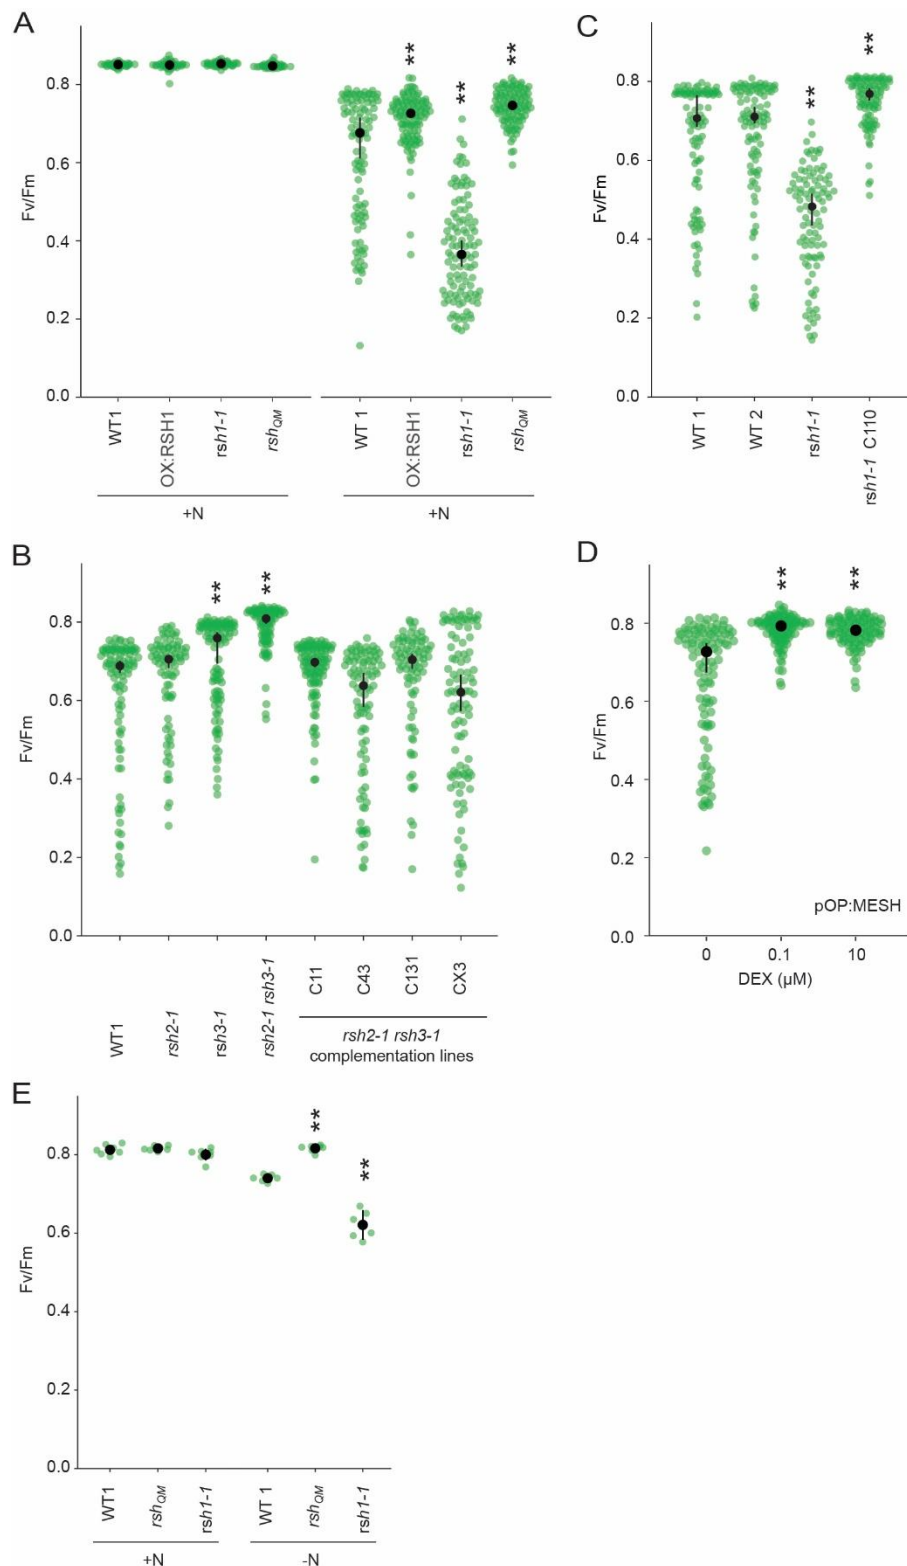 A
Fv/Fm
0.8
0.6
0.4
0.2
0.0
**
**
**
WT1
OX:RSH1
rsh1-1
rshQM
+N
WT 1
OX:RSH1
rsh1-1
rshQM
+N
C
Fv/Fm
0.8
0.6
0.4
0.2
0.0
**
**
WT 1
WT 2
rsh1-1
rsh1-1 C110
B
Fv/Fm
0.8
0.6
0.4
0.2
0.0
**
**
WT1
rsh2-1
rsh3-1
rsh2-1 rsh3-1
C11
C43
C131
CX3
rsh2-1 rsh3-1
complementation lines
D
Fv/Fm
0.8
0.6
0.4
0.2
0.0
**
**
pOP:MESH
0
0.1
10
DEX (µM)
E
Fv/Fm
0.8
0.6
0.4
0.2
0.0
**
**
WT1
rshQM
rsh1-1
+N
WT 1
rshQM
rsh1-1
-N